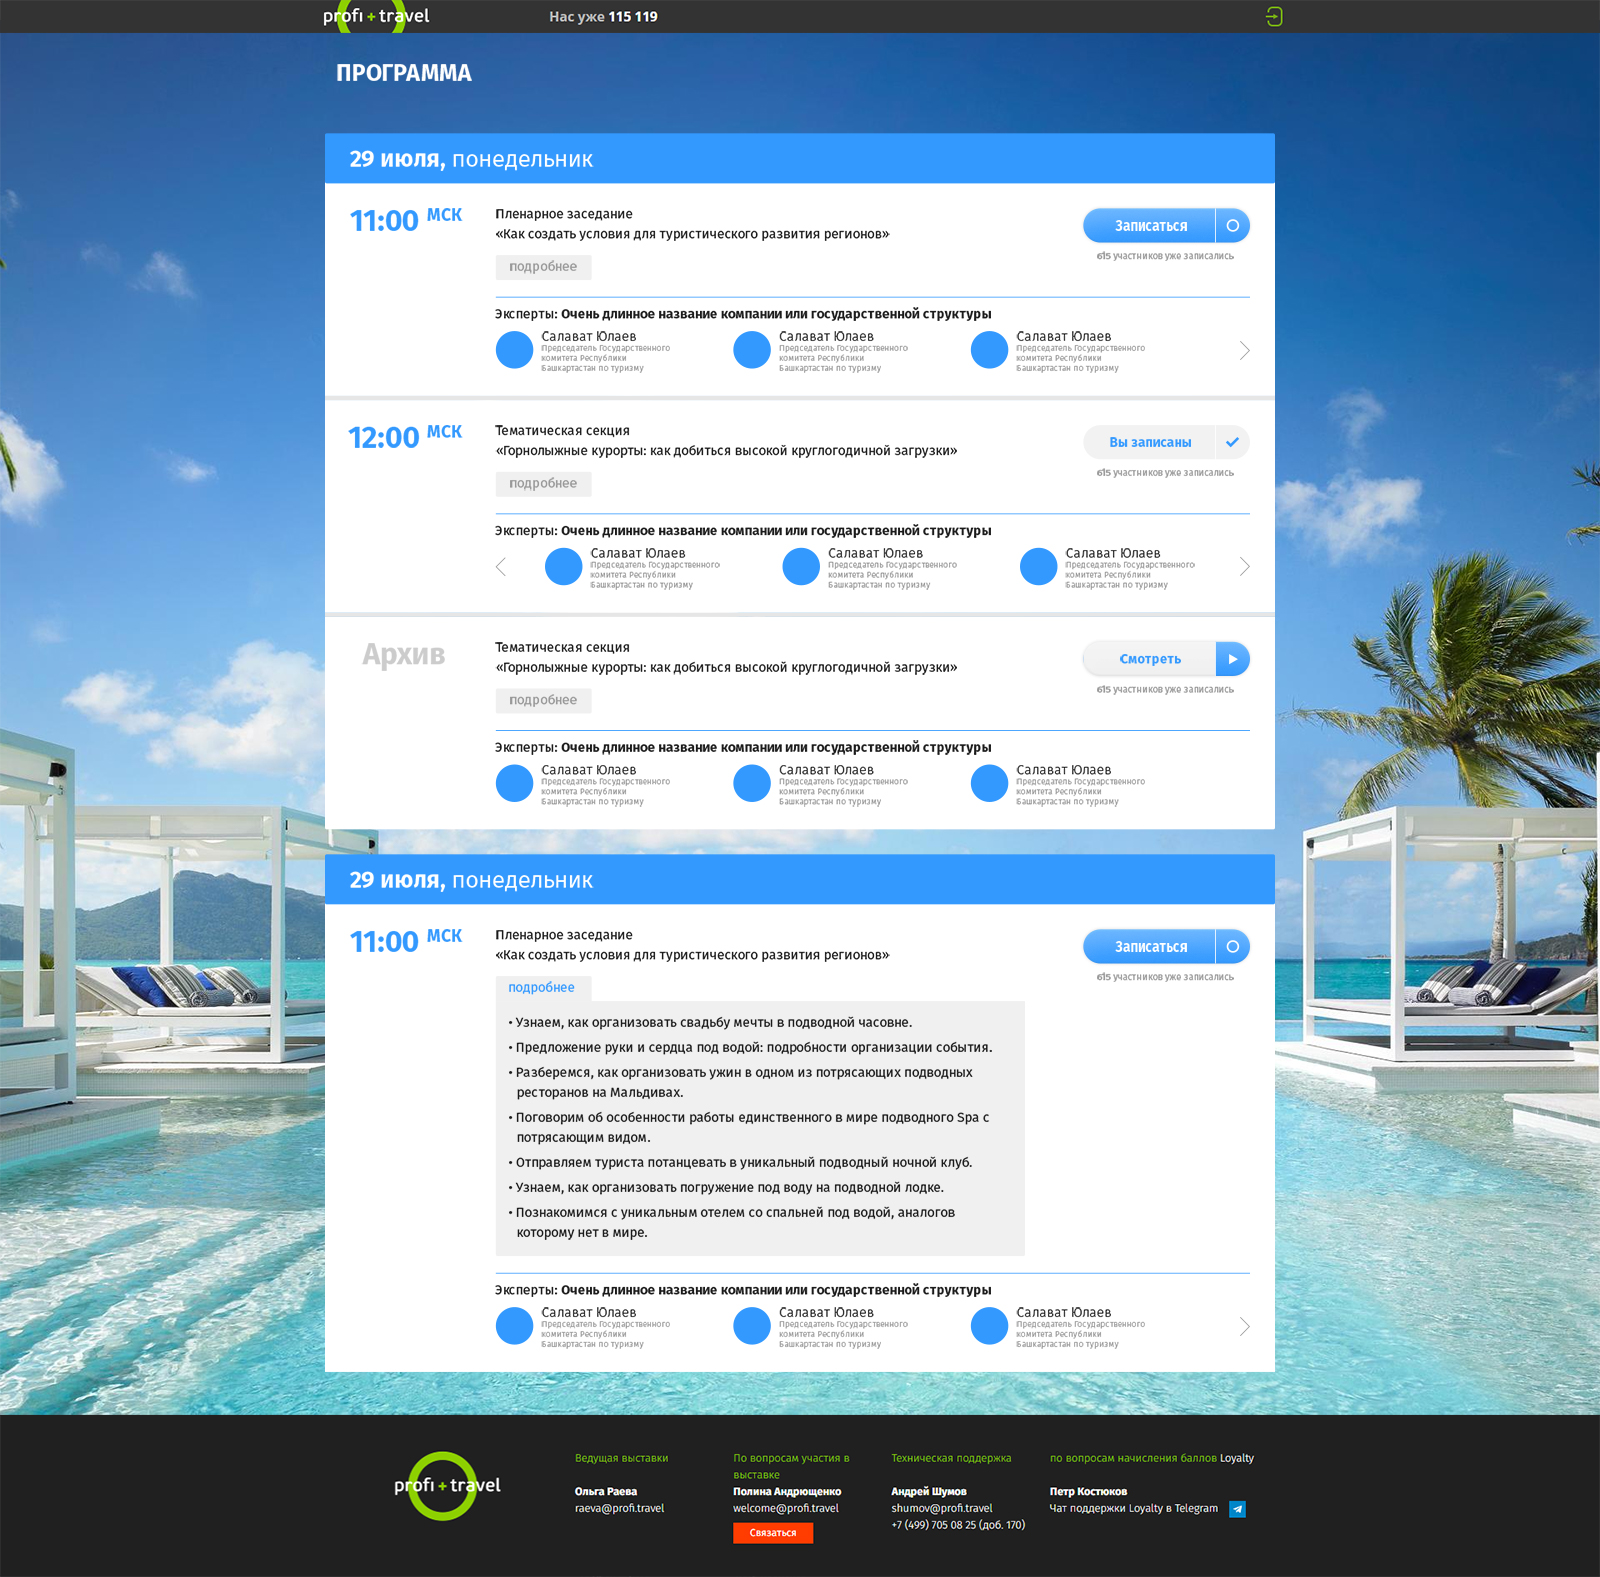 profi + travel
Нас уже 115 119
ПРОГРАММА
29 июля, понедельник
11:00 МСК
Пленарное заседание
«Как создать условия для туристического развития регионов»
подробнее
Записаться
615 участников уже записались
Эксперты: Очень длинное название компании или государственной структуры
Салават Юлаев
Председатель Государственного
комитета Республики
Башкартастан по туризму
Салават Юлаев
Председатель Государственного
комитета Республики
Башкартастан по туризму
Салават Юлаев
Председатель Государственного
комитета Республики
Башкартастан по туризму
12:00 МСК
Тематическая секция
«Горнолыжные курорты: как добиться высокой круглогодичной загрузки»
подробнее
Вы записаны
615 участников уже записались
Эксперты: Очень длинное название компании или государственной структуры
Салават Юлаев
Председатель Государственного
комитета Республики
Башкартастан по туризму
Салават Юлаев
Председатель Государственного
комитета Республики
Башкартастан по туризму
Салават Юлаев
Председатель Государственного
комитета Республики
Башкартастан по туризму
Архив
Тематическая секция
«Горнолыжные курорты: как добиться высокой круглогодичной загрузки»
подробнее
Смотреть
615 участников уже записались
Эксперты: Очень длинное название компании или государственной структуры
Салават Юлаев
Председатель Государственного
комитета Республики
Башкартастан по туризму
Салават Юлаев
Председатель Государственного
комитета Республики
Башкартастан по туризму
Салават Юлаев
Председатель Государственного
комитета Республики
Башкартастан по туризму
29 июля, понедельник
11:00 МСК
Пленарное заседание
«Как создать условия для туристического развития регионов»
Записаться
615 участников уже записались
подробнее
• Узнаем, как организовать свадьбу мечты в подводной часовне.
• Предложение руки и сердца под водой: подробности организации события.
• Разберемся, как организовать ужин в одном из потрясающих подводных
ресторанов на Мальдивах.
• Поговорим об особенности работы единственного в мире подводного Spa с
потрясающим видом.
• Отправляем туриста потанцевать в уникальный подводный ночной клуб.
• Узнаем, как организовать погружение под воду на подводной лодке.
• Познакомимся с уникальным отелем со спальней под водой, аналогов
которому нет в мире.
Эксперты: Очень длинное название компании или государственной структуры
Салават Юлаев
Председатель Государственного
комитета Республики
Башкартастан по туризму
Салават Юлаев
Председатель Государственного
комитета Республики
Башкартастан по туризму
Салават Юлаев
Председатель Государственного
комитета Республики
Башкартастан по туризму
profi + travel
Ведущая выставки
Ольга Раева
raeva@profi.travel
По вопросам участия в
выставке
Полина Андрющенко
welcome@profi.travel
Связаться
Техническая поддержка
Андрей Шумов
shumov@profi.travel
+7 (499) 705 08 25 (доб. 170)
по вопросам начисления баллов Loyalty
Петр Костюков
Чат поддержки Loyalty в Telegram